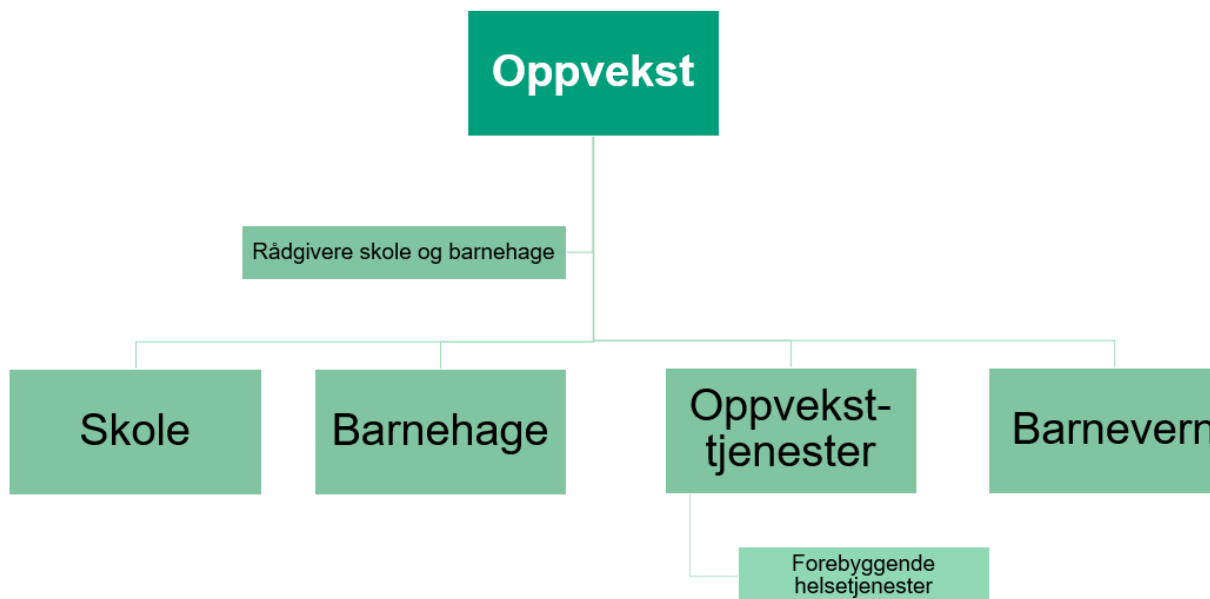 Oppvekst
Rådgivere skole og barnehage
Skole
Barnehage
Oppvekst-
tjenester
Barnevern
Forebyggende
helsetjenester